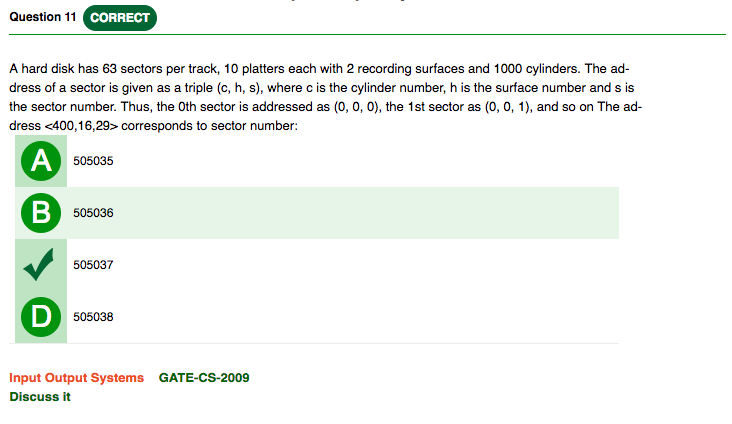 Question 11 CORRECT
A hard disk has 63 sectors per track, 10 platters each with 2 recording surfaces and 1000 cylinders. The ad-
dress of a sector is given as a triple (c, h, s), where c is the cylinder number, h is the surface number and s is
the sector number. Thus, the 0th sector is addressed as (0, 0, 0), the 1st sector as (0, 0, 1), and so on The ad-
dress <400,16,29> corresponds to sector number:
A 505035
B 505036
505037
D 505038
Input Output Systems GATE-CS-2009
Discuss it